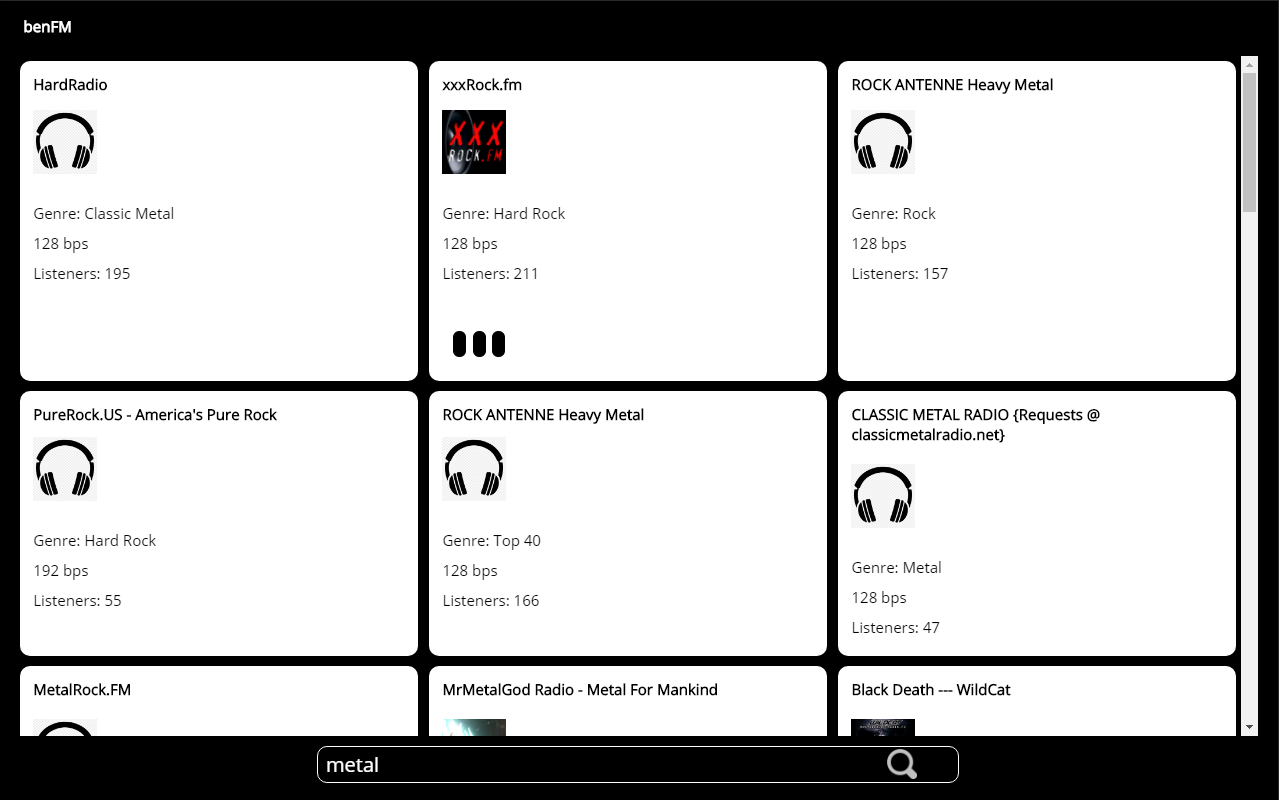 benFM
HardRadio
Genre: Classic Metal
128 bps
Listeners: 195
xxxRock.fm
XXX
ROCK.FM
Genre: Hard Rock
128 bps
Listeners: 211
ROCK ANTENNE Heavy Metal
Genre: Rock
128 bps
Listeners: 157
PureRock.US - America's Pure Rock
Genre: Hard Rock
192 bps
Listeners: 55
ROCK ANTENNE Heavy Metal
Genre: Top 40
128 bps
Listeners: 166
CLASSIC METAL RADIO {Requests @
classicmetalradio.net}
Genre: Metal
128 bps
Listeners: 47
MetalRock.FM
MrMetalGod Radio - Metal For Mankind
Black Death --- WildCat
metal